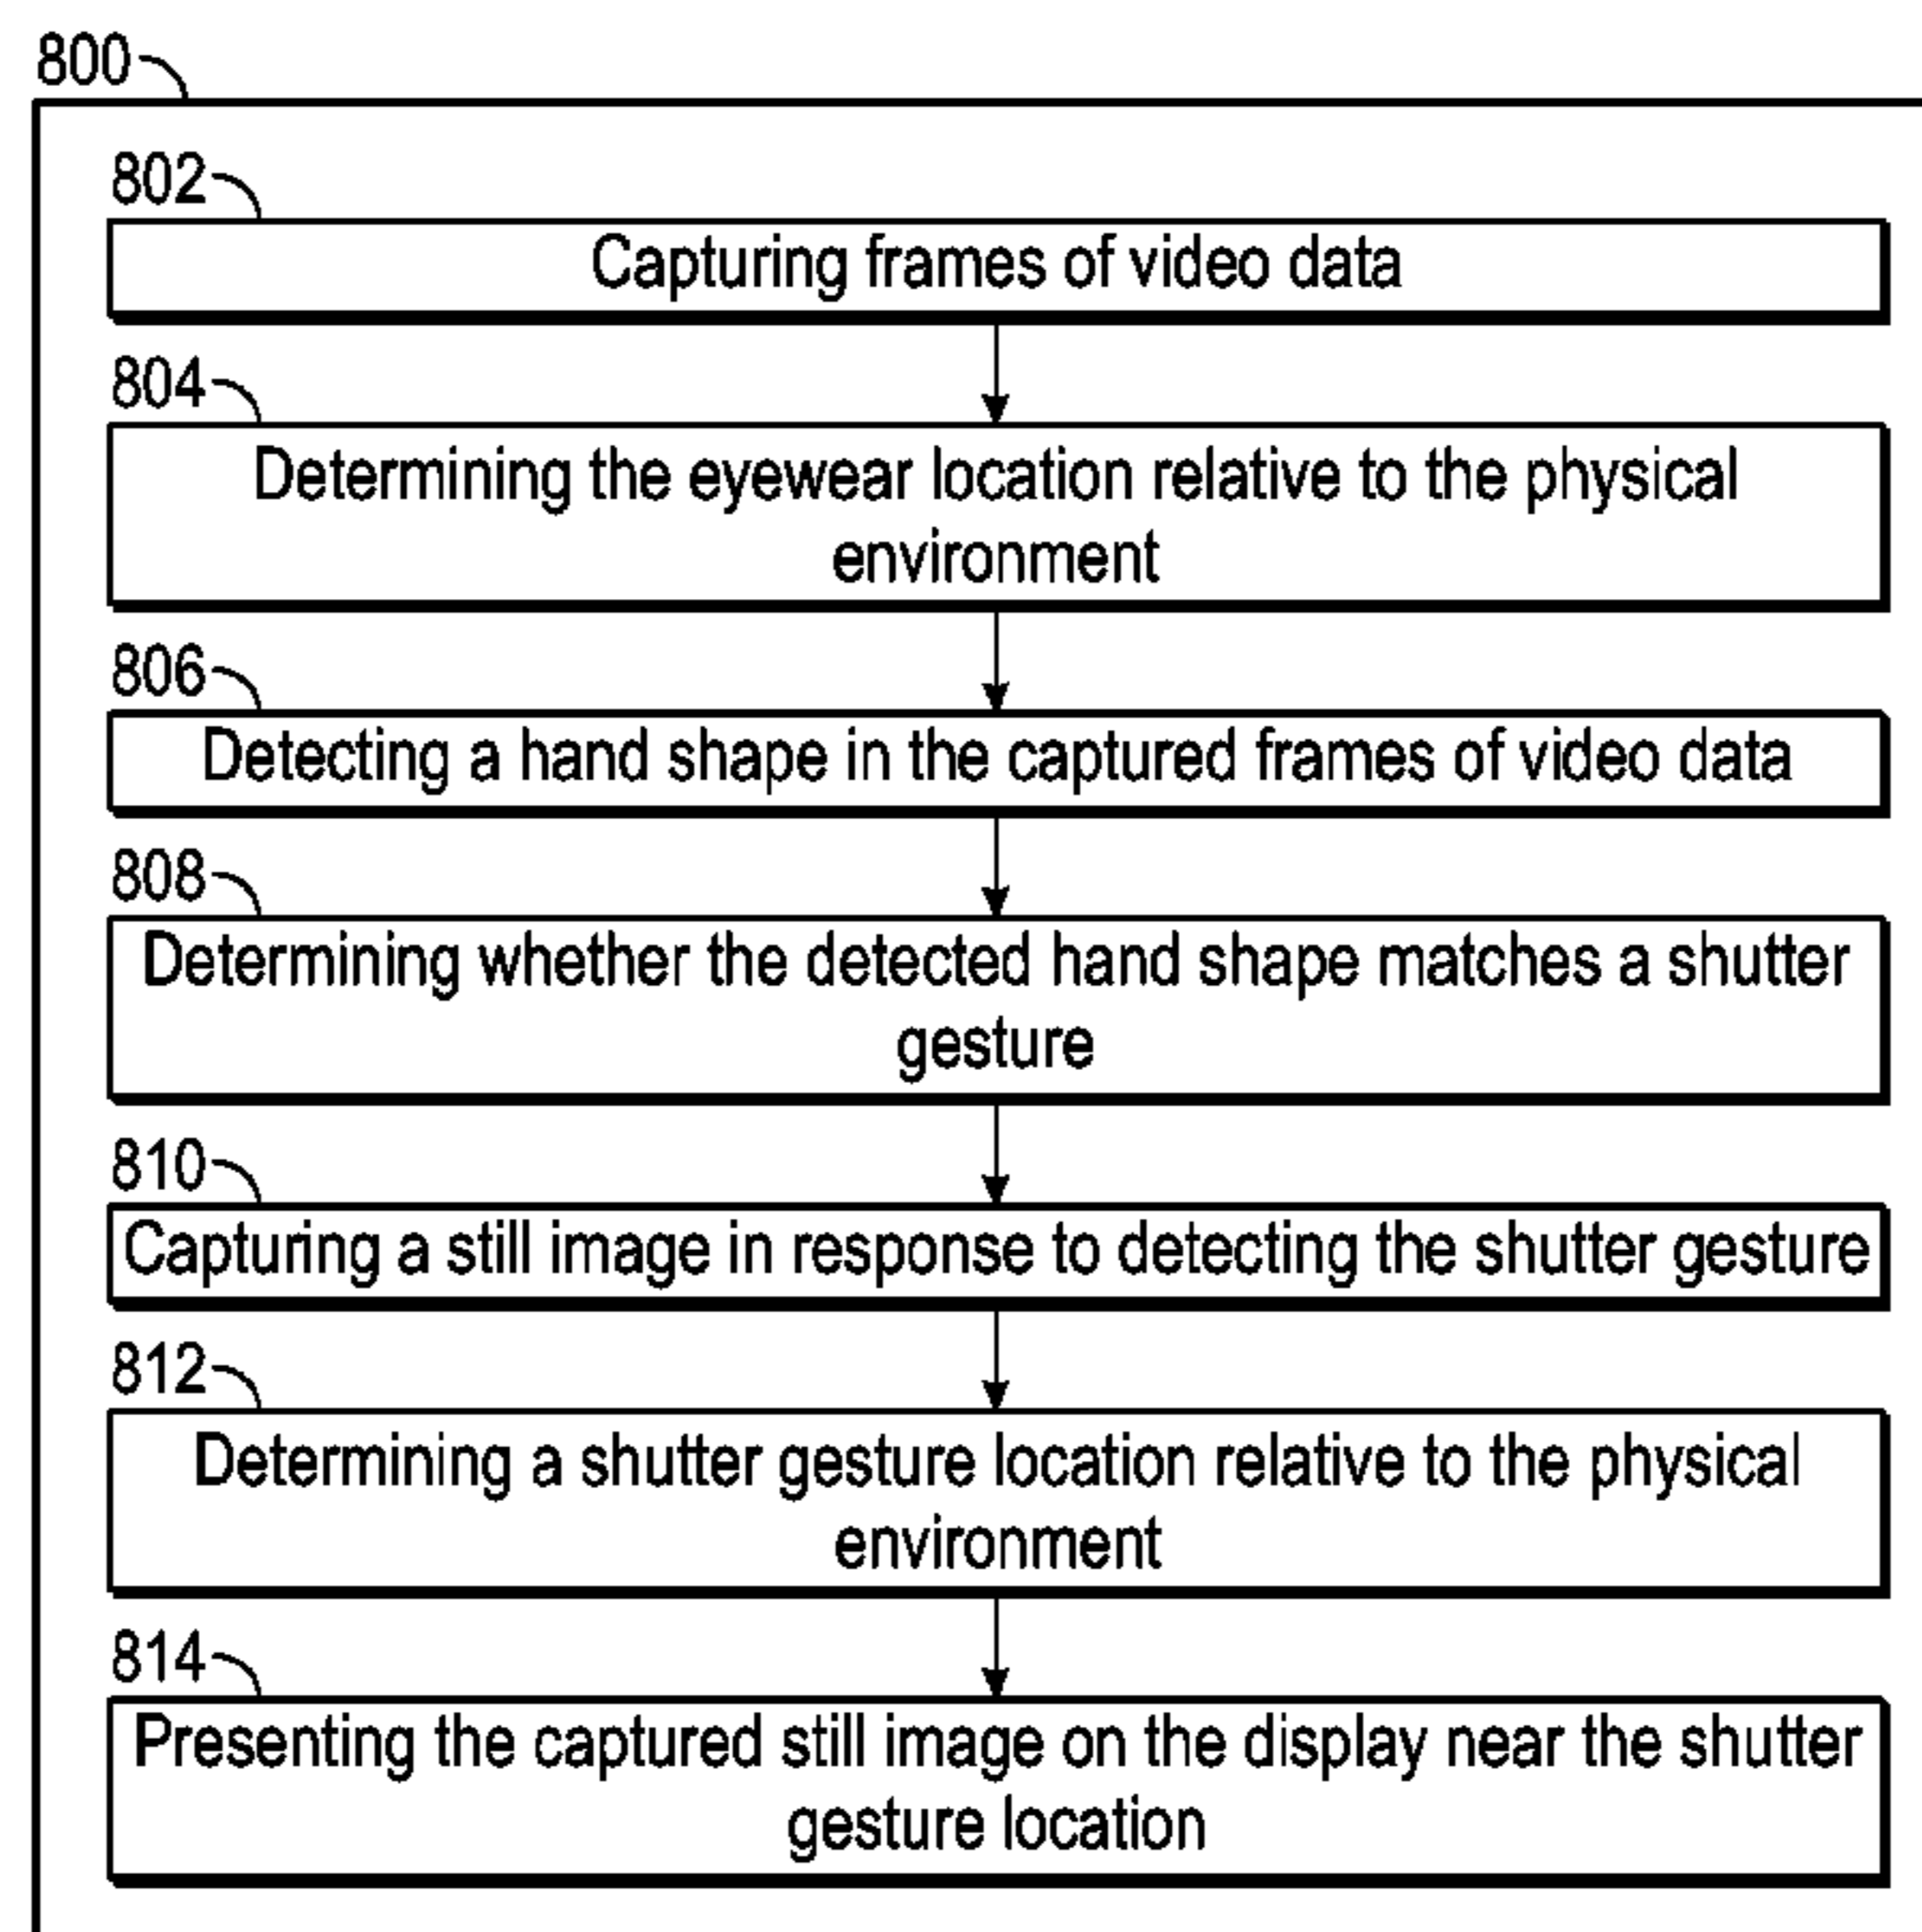 800
802
Capturing frames of video data
804
Determining the eyewear location relative to the physical
environment
806
Detecting a hand shape in the captured frames of video data
808
Determining whether the detected hand shape matches a shutter
gesture
810
Capturing a still image in response to detecting the shutter gesture
812
Determining a shutter gesture location relative to the physical
environment
814
Presenting the captured still image on the display near the shutter
gesture location